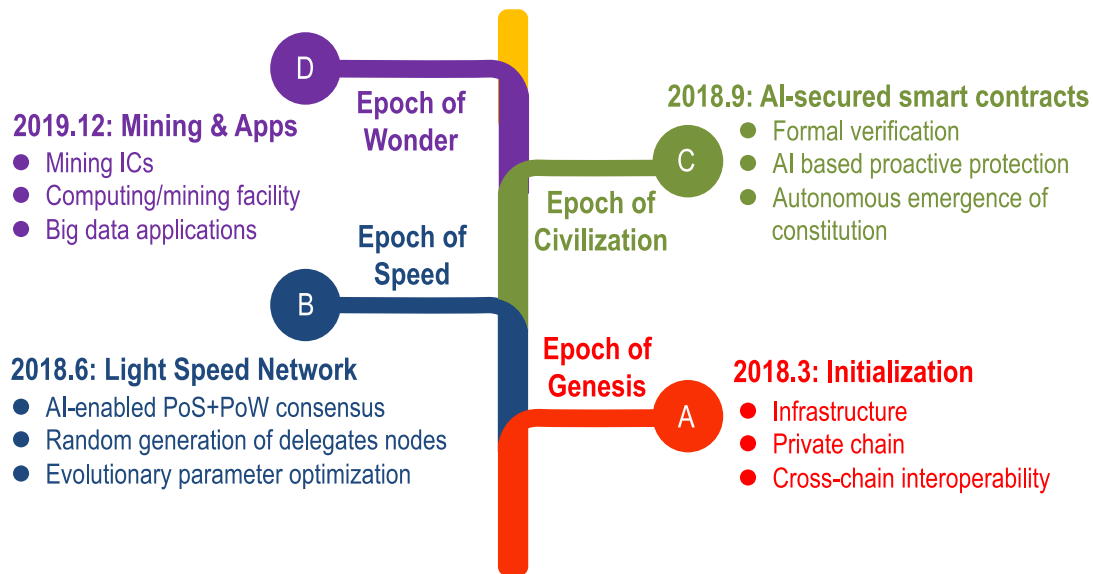 D
Epoch of
Wonder
2019.12: Mining & Apps
Mining ICs
Computing/mining facility
Big data applications
2018.9: AI-secured smart contracts
Formal verification
AI based proactive protection
Autonomous emergence of
constitution
C
Epoch of
Civilization
Epoch of
Speed
B
2018.6: Light Speed Network
AI-enabled PoS+PoW consensus
Random generation of delegates nodes
Evolutionary parameter optimization
Epoch of
Genesis
A
2018.3: Initialization
Infrastructure
Private chain
Cross-chain interoperability